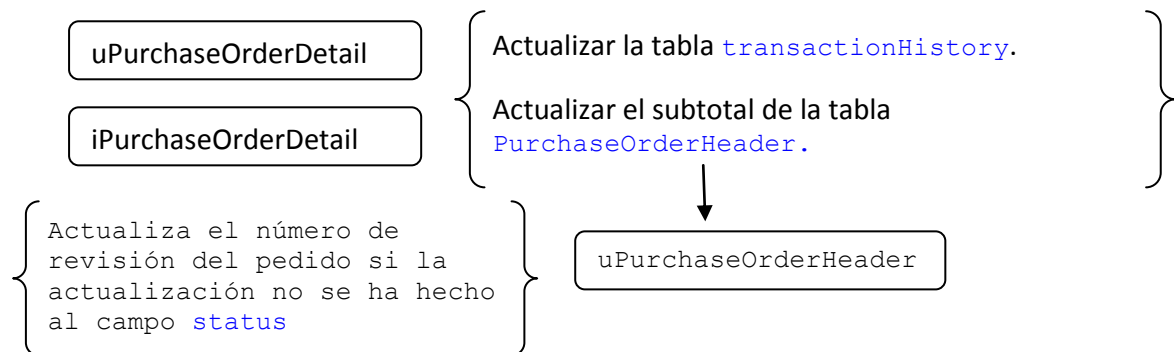 uPurchaseOrderDetail
iPurchaseOrderDetail
Actualizar la tabla transactionHistory.
Actualizar el subtotal de la tabla
PurchaseOrderHeader.
Actualiza el número de
revisión del pedido si la
actualización no se ha hecho
al campo status
uPurchaseOrderHeader